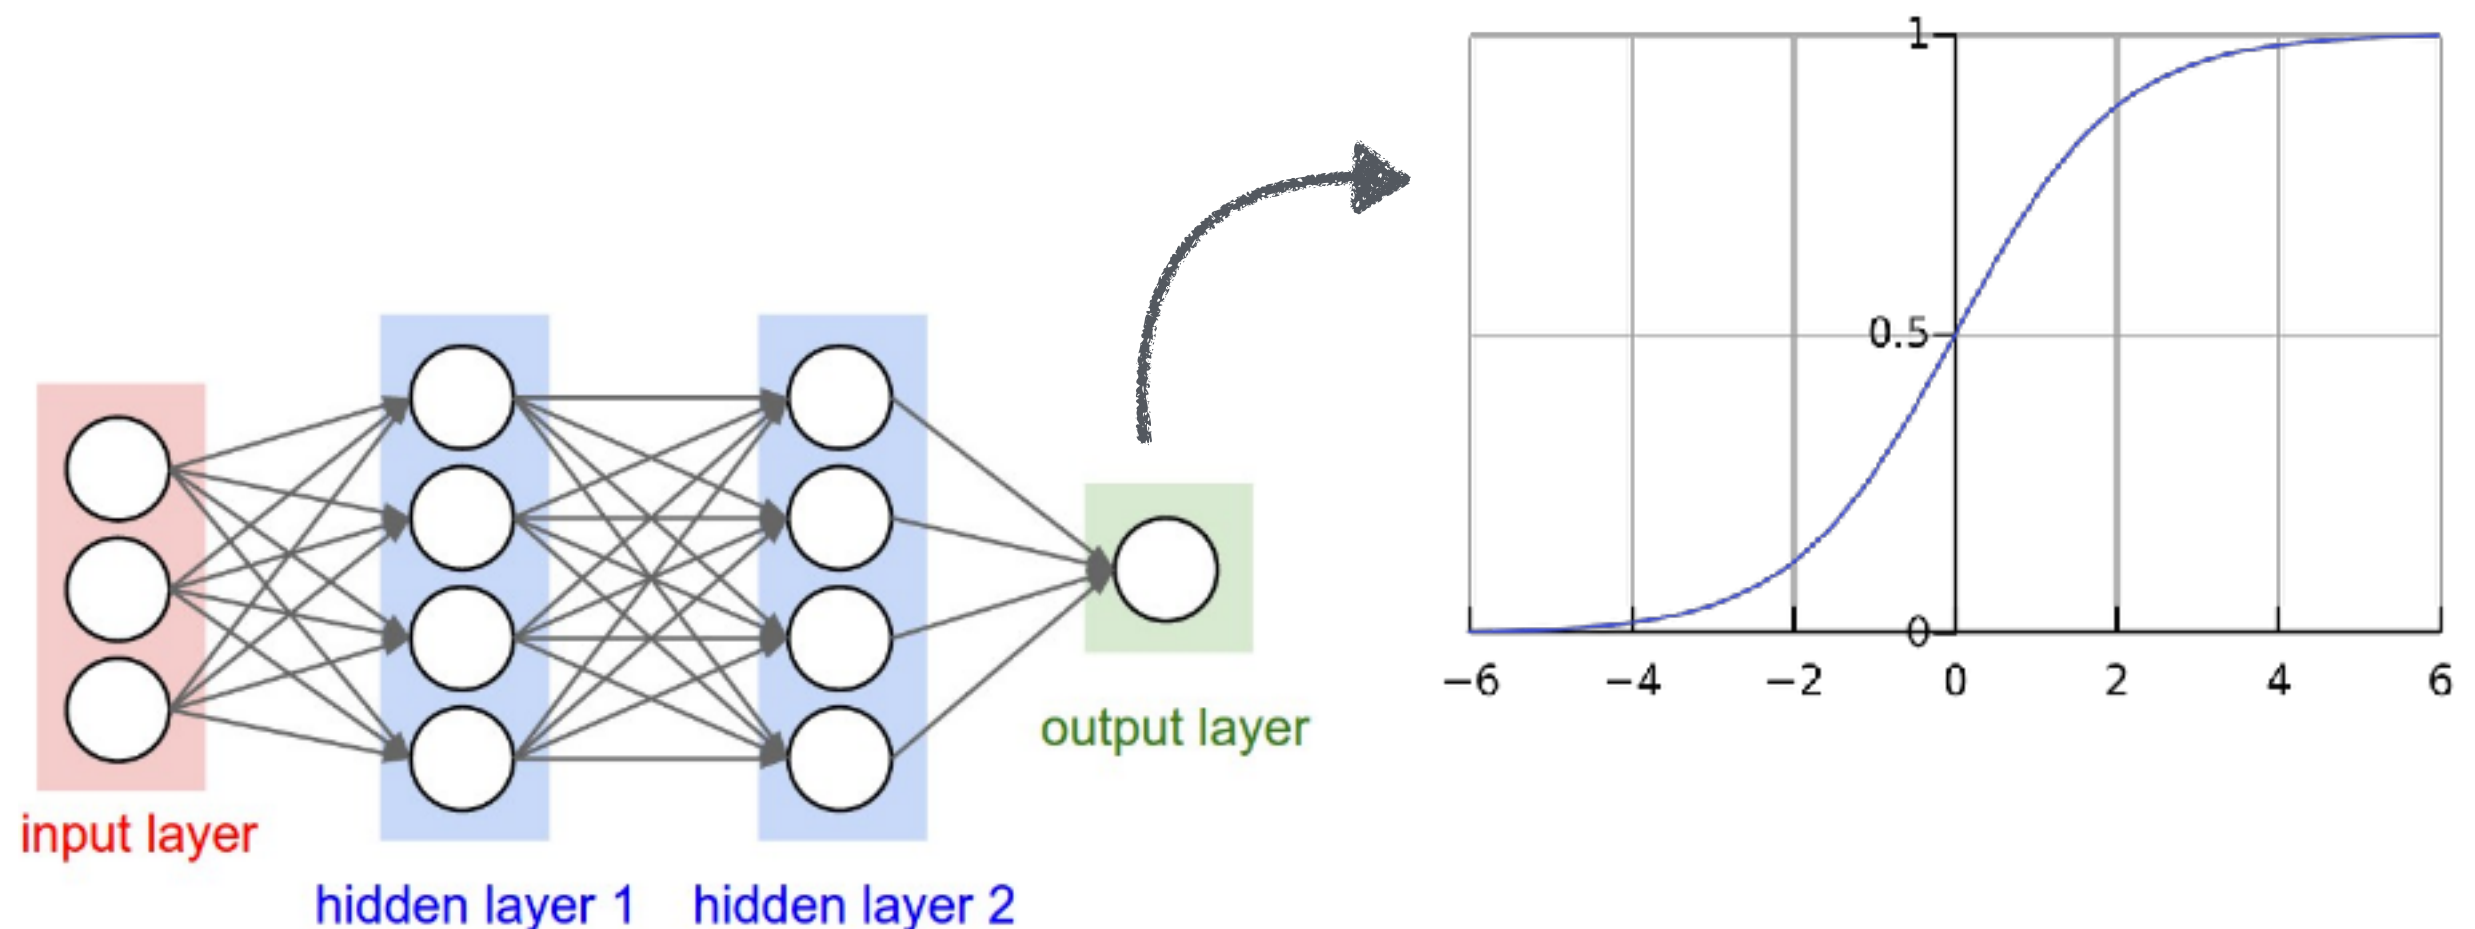 input layer
hidden layer 1
hidden layer 2
output layer
1
0.5
0
−6 −4 −2 0 2 4 6